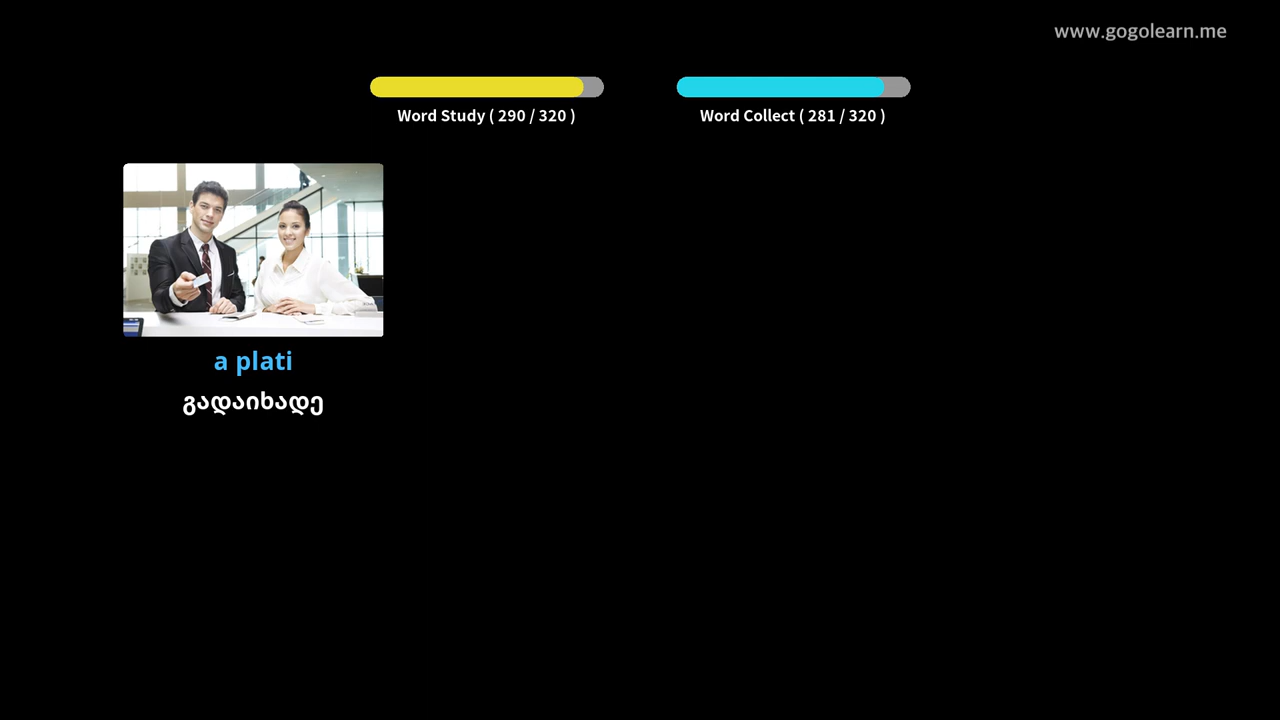 www.gogolearn.me
Word Study ( 290 / 320 )
Word Collect ( 281 / 320 )
a plati
გადაიხადე